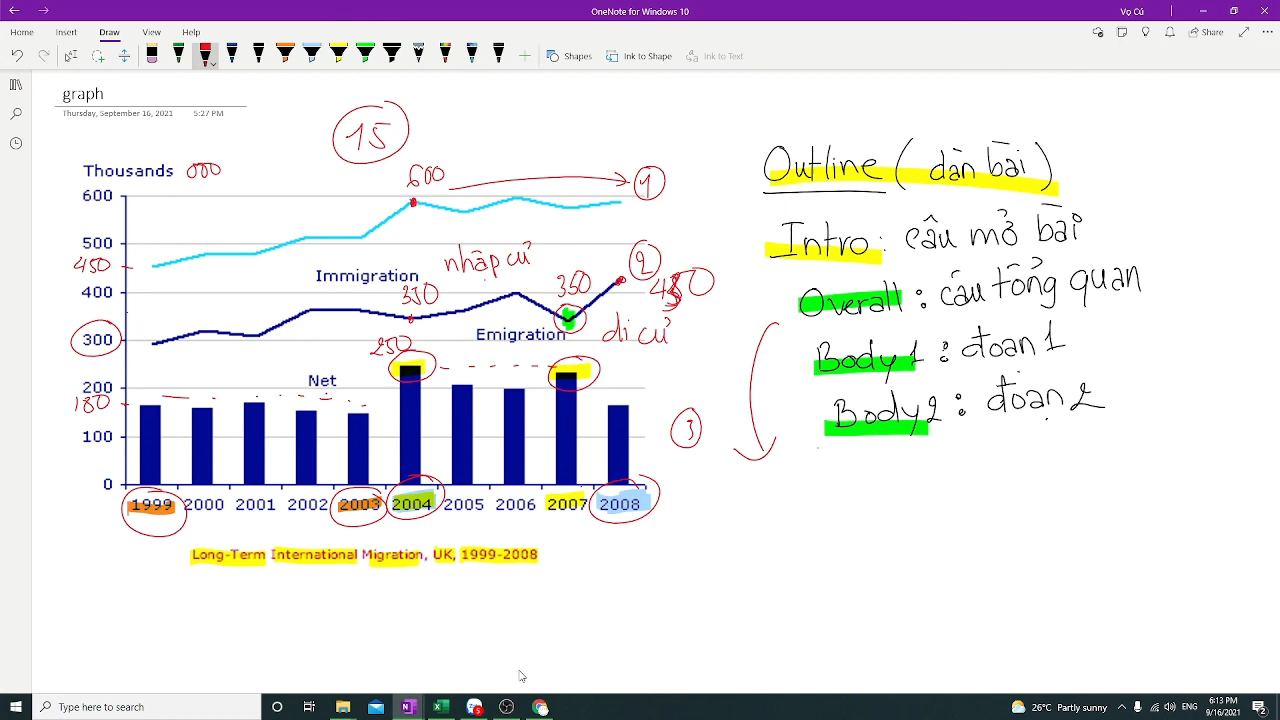 OneNote for Windows 10
Vọ Cú
Home Insert Draw View Help
Share
Shapes
Ink to Shape
Ink to Text
graph
Thursday, September 16, 2021 5:27 PM
15
Thousands 000
600
600
1
500
450
Immigration
nhập cư
2
400
350
350
480
300
Emigration
di cư
250
Net
200
180
100
3
0
1999 2000 2001 2002 2003 2004 2005 2006 2007 2008
Long-Term International Migration, UK, 1999-2008
Outline (dàn bài)
Intro: câu mở bài
Overall: câu tổng quan
Body 1: đoạn 1
Body 2: đoạn 2
Type here to search
26°C Partly sunny
ENG
6:13 PM
9/16/2021